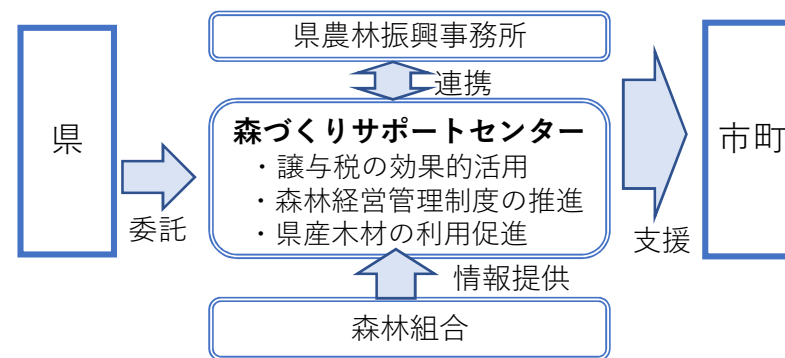 県農林振興事務所
連携
県
委託
森づくりサポートセンター
・譲与税の効果的活用
・森林経営管理制度の推進
・県産木材の利用促進
市町
支援
情報提供
森林組合